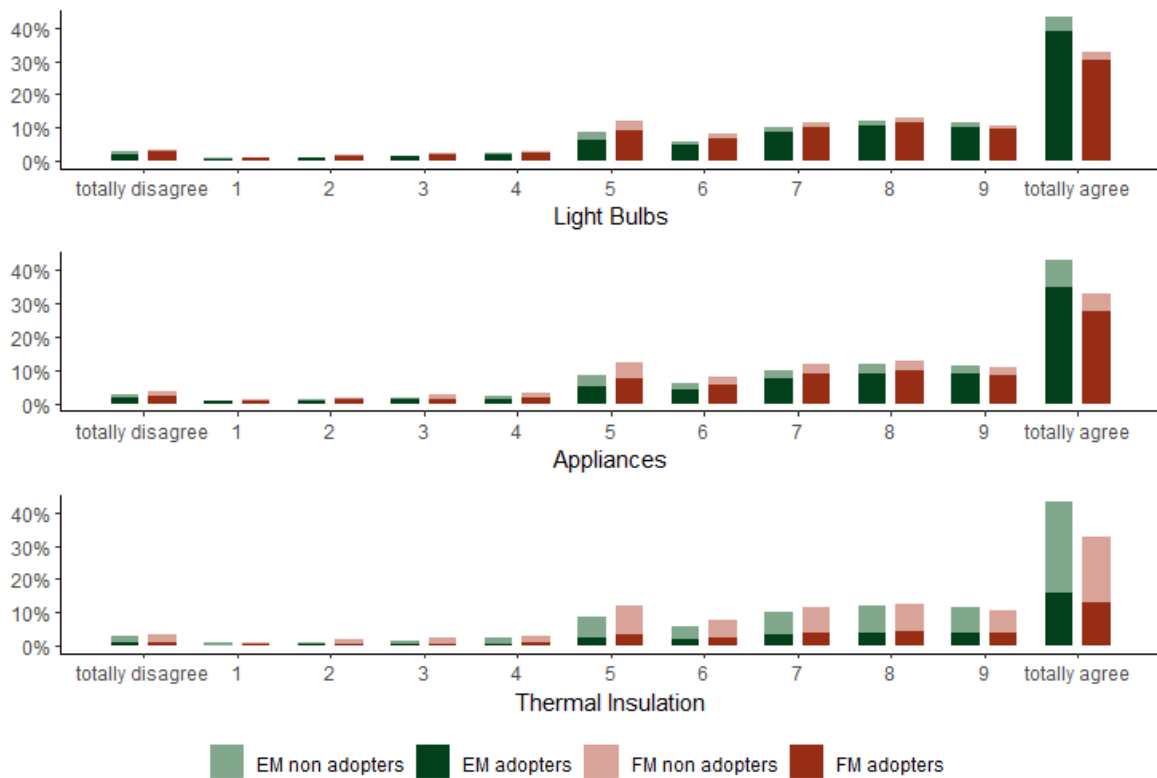 40%
30%
20%
10%
0%
totally disagree 1 2 3 4 5 6 7 8 9 totally agree
Light Bulbs
40%
30%
20%
10%
0%
totally disagree 1 2 3 4 5 6 7 8 9 totally agree
Appliances
40%
30%
20%
10%
0%
totally disagree 1 2 3 4 5 6 7 8 9 totally agree
Thermal Insulation
EM non adopters EM adopters FM non adopters FM adopters